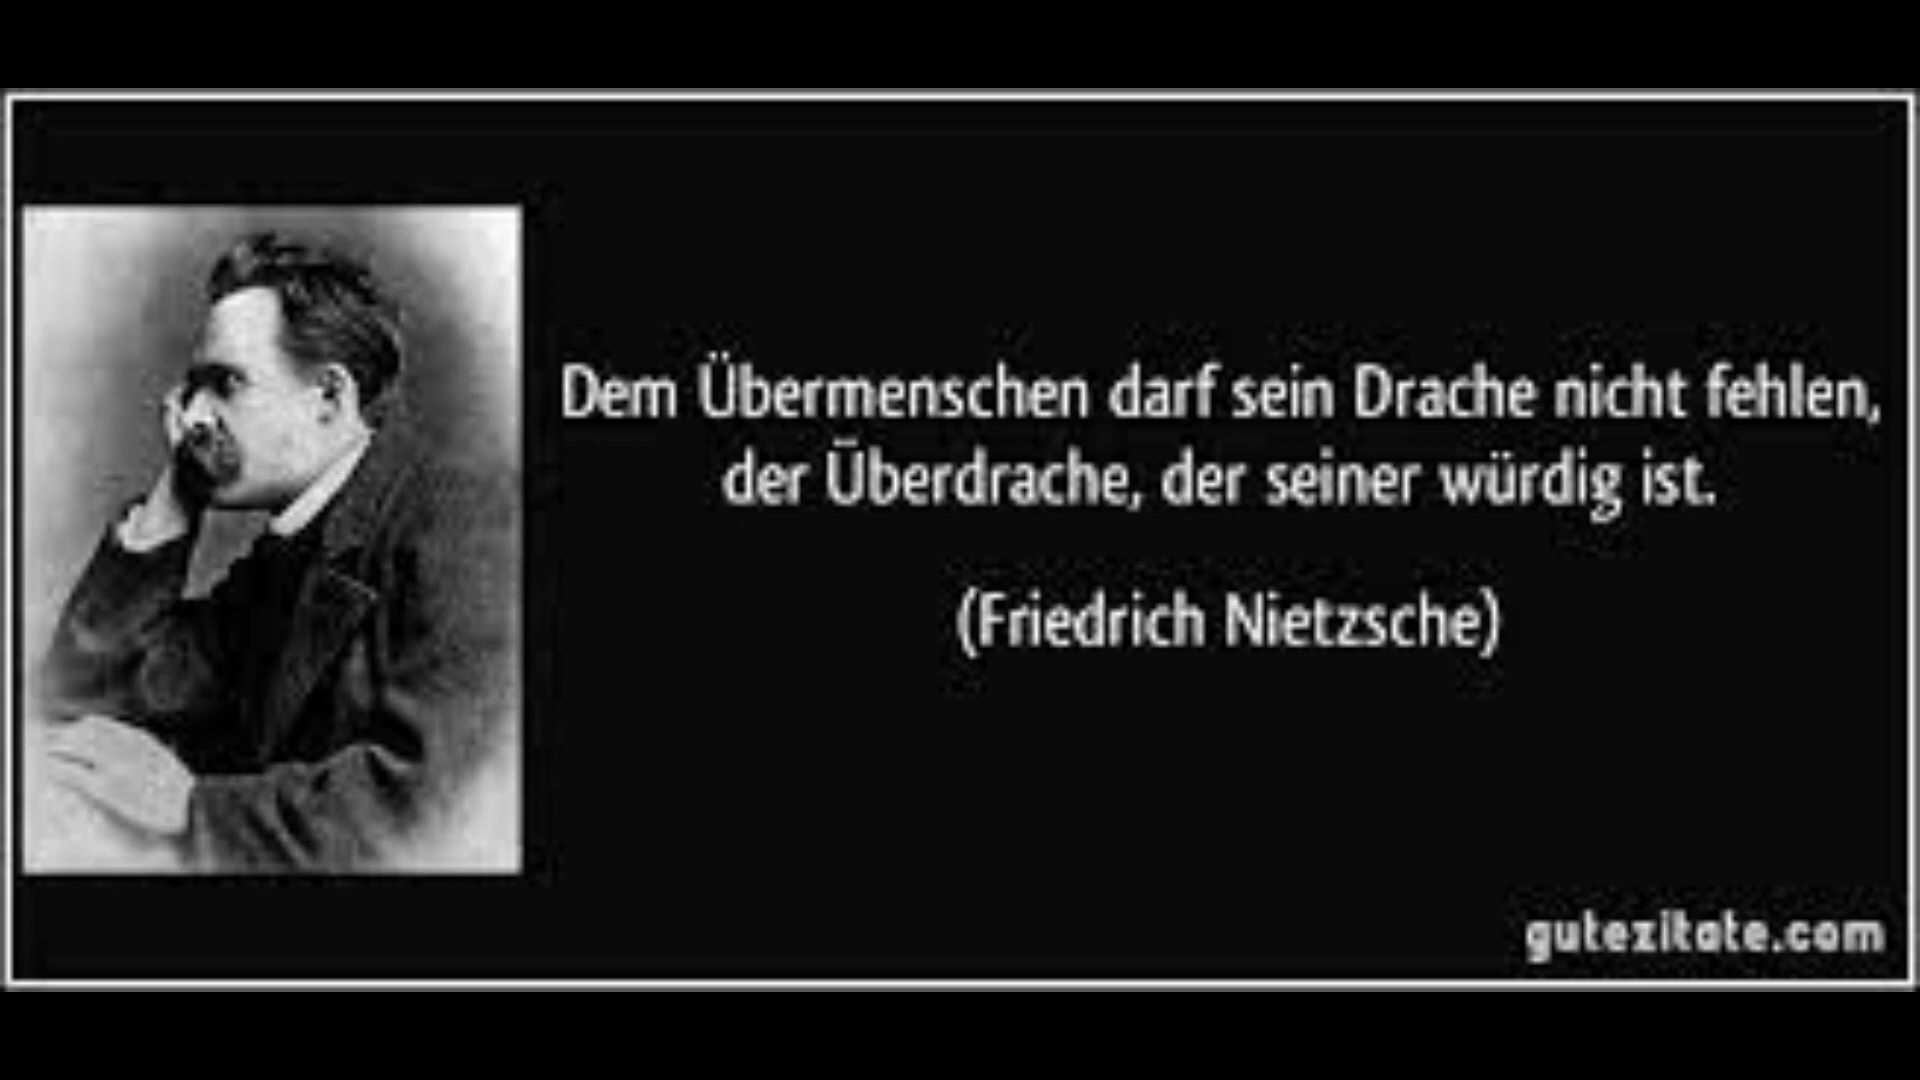 Dem Übermenschen darf sein Drache nicht fehlen,
der Überdrache, der seiner würdig ist.
(Friedrich Nietzsche)
gutezitate.com